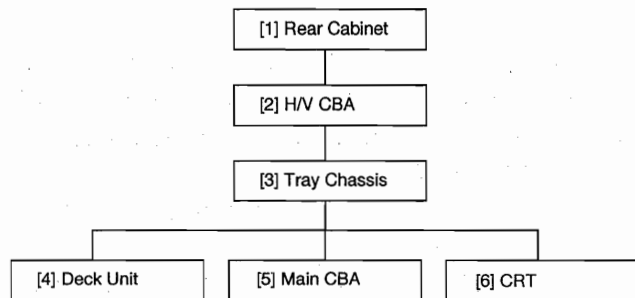 [1] Rear Cabinet
[2] H/V CBA
[3] Tray Chassis
[4] Deck Unit
[5] Main CBA
[6] CRT